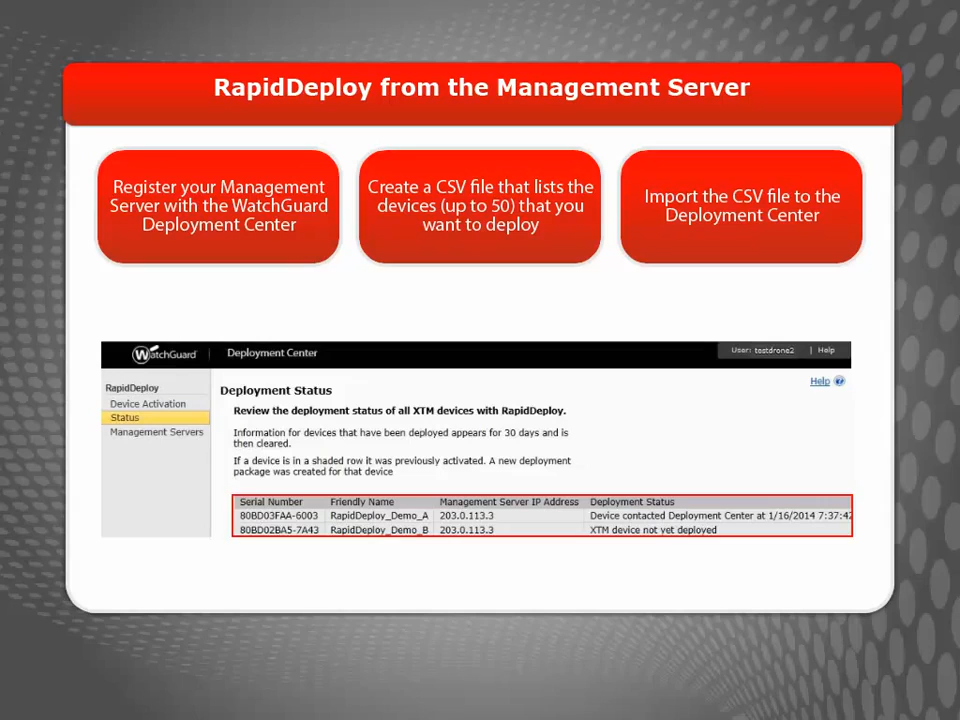 RapidDeploy from the Management Server
Register your Management
Server with the WatchGuard
Deployment Center
Create a CSV file that lists the
devices (up to 50) that you
want to deploy
Import the CSV file to the
Deployment Center
WatchGuard | Deployment Center
User: testdrone2 | Help
RapidDeploy
Device Activation
Status
Management Servers
Help
Deployment Status
Review the deployment status of all XTM devices with RapidDeploy.
Information for devices that have been deployed appears for 30 days and is
then cleared.
If a device is in a shaded row it was previously activated. A new deployment
package was created for that device
Serial Number Friendly Name Management Server IP Address Deployment Status
80BD03FAA-6003 RapidDeploy_Demo_A 203.0.113.3 Device contacted Deployment Center at 1/16/2014 7:37:42
80BD02BA5-7A43 RapidDeploy_Demo_B 203.0.113.3 XTM device not yet deployed